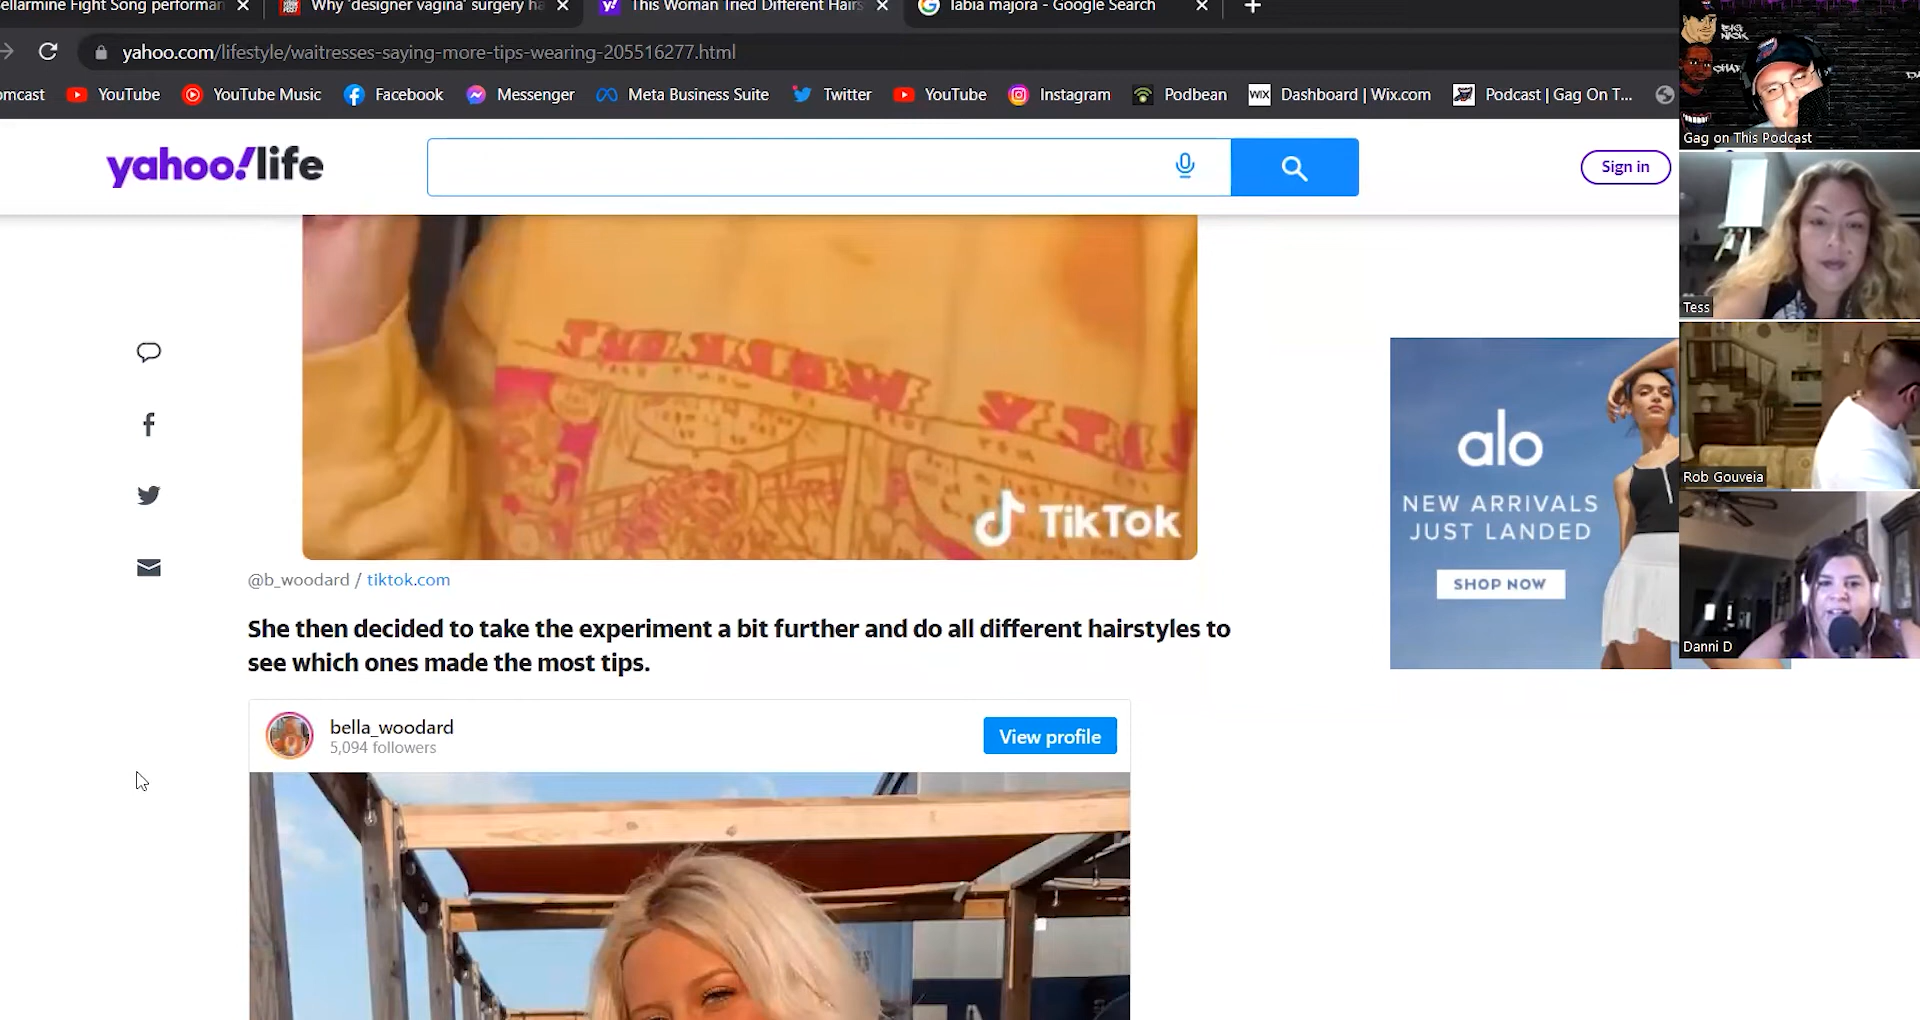 ellarmine Fight Song performan
Why 'designer vagina' surgery ha
This Woman Tried Different Hairs
labia majora - Google Search
yahoo.com/lifestyle/waitresses-saying-more-tips-wearing-205516277.html
omcast
YouTube
YouTube Music
Facebook
Messenger
Meta Business Suite
Twitter
YouTube
Instagram
Podbean
WIX
Dashboard | Wix.com
Podcast | Gag On T...
yahoo!life
Sign in
Gag on This Podcast
Tess
Rob Gouveia
Danni D
TikTok
@b_woodard / tiktok.com
She then decided to take the experiment a bit further and do all different hairstyles to
see which ones made the most tips.
bella_woodard
5,094 followers
View profile
alo
NEW ARRIVALS
JUST LANDED
SHOP NOW